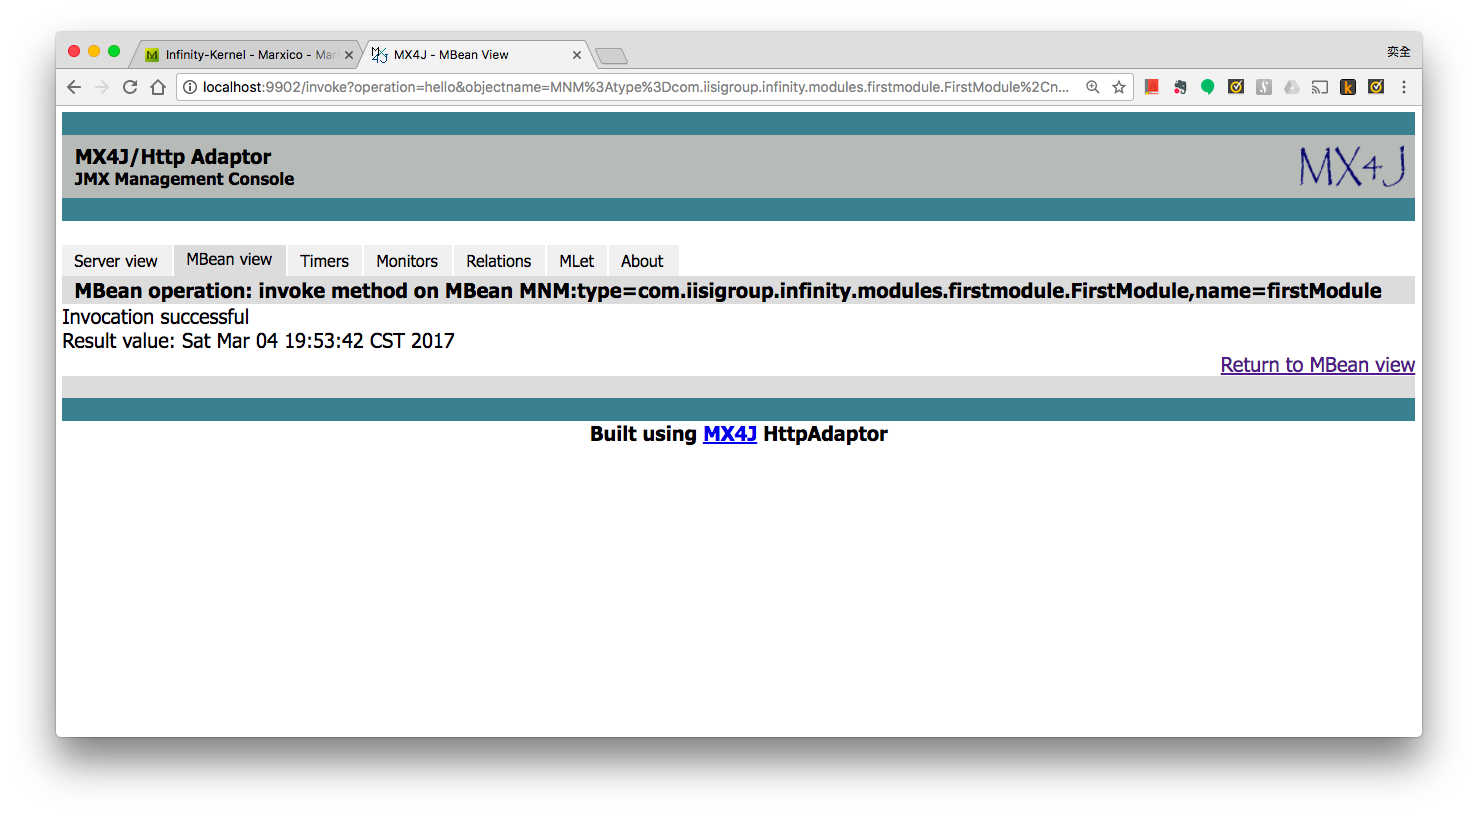 Infinity-Kernel - Marxico - Mar
MX4J - MBean View
奕全
localhost:9902/invoke?operation=hello&objectname=MNM%3Atype%3Dcom.iisigroup.infinity.modules.firstmodule.FirstModule%2Cn...
MX4J/Http Adaptor
JMX Management Console
MX4J
Server view
MBean view
Timers
Monitors
Relations
MLet
About
MBean operation: invoke method on MBean MNM:type=com.iisigroup.infinity.modules.firstmodule.FirstModule,name=firstModule
Invocation successful
Result value: Sat Mar 04 19:53:42 CST 2017
Return to MBean view
Built using MX4J HttpAdaptor